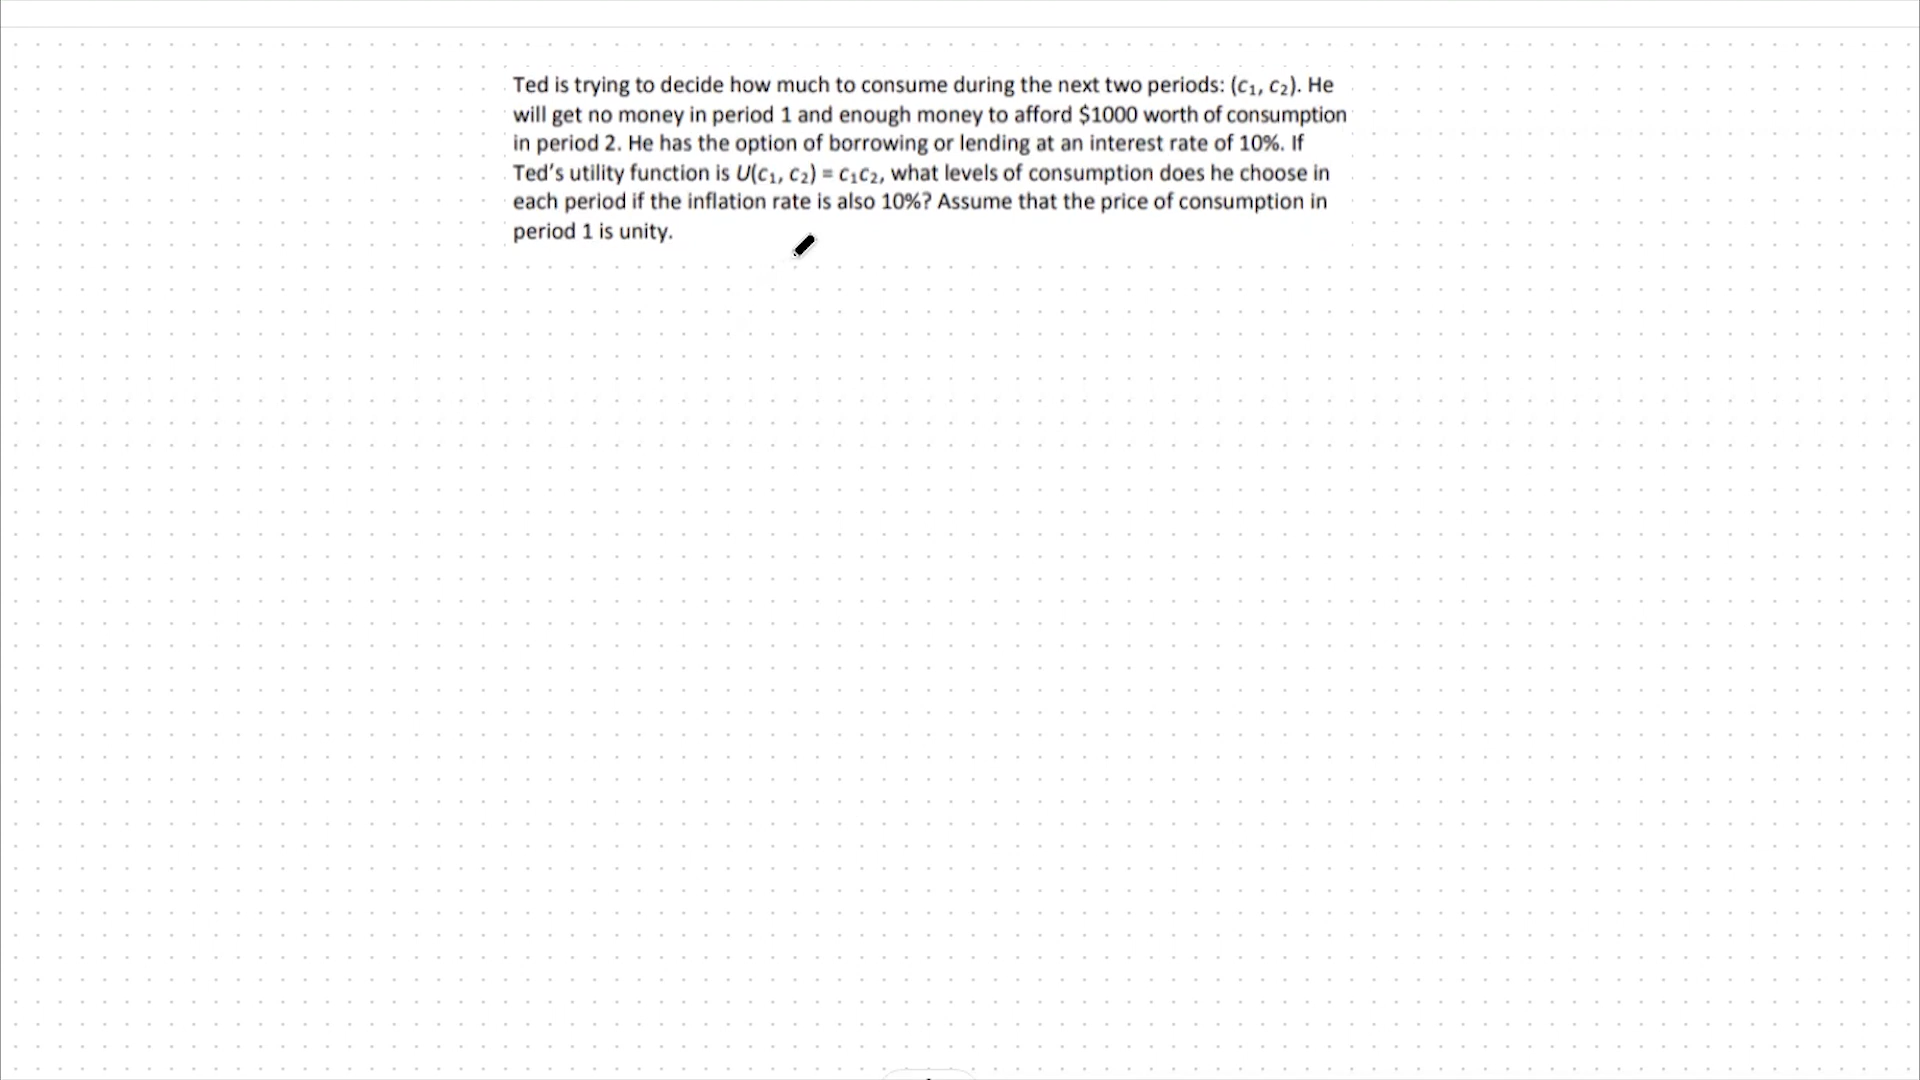 Ted is trying to decide how much to consume during the next two periods: (c₁, c₂). He
will get no money in period 1 and enough money to afford $1000 worth of consumption
in period 2. He has the option of borrowing or lending at an interest rate of 10%. If
Ted's utility function is U(c₁, c₂) = c₁c₂, what levels of consumption does he choose in
each period if the inflation rate is also 10%? Assume that the price of consumption in
period 1 is unity.